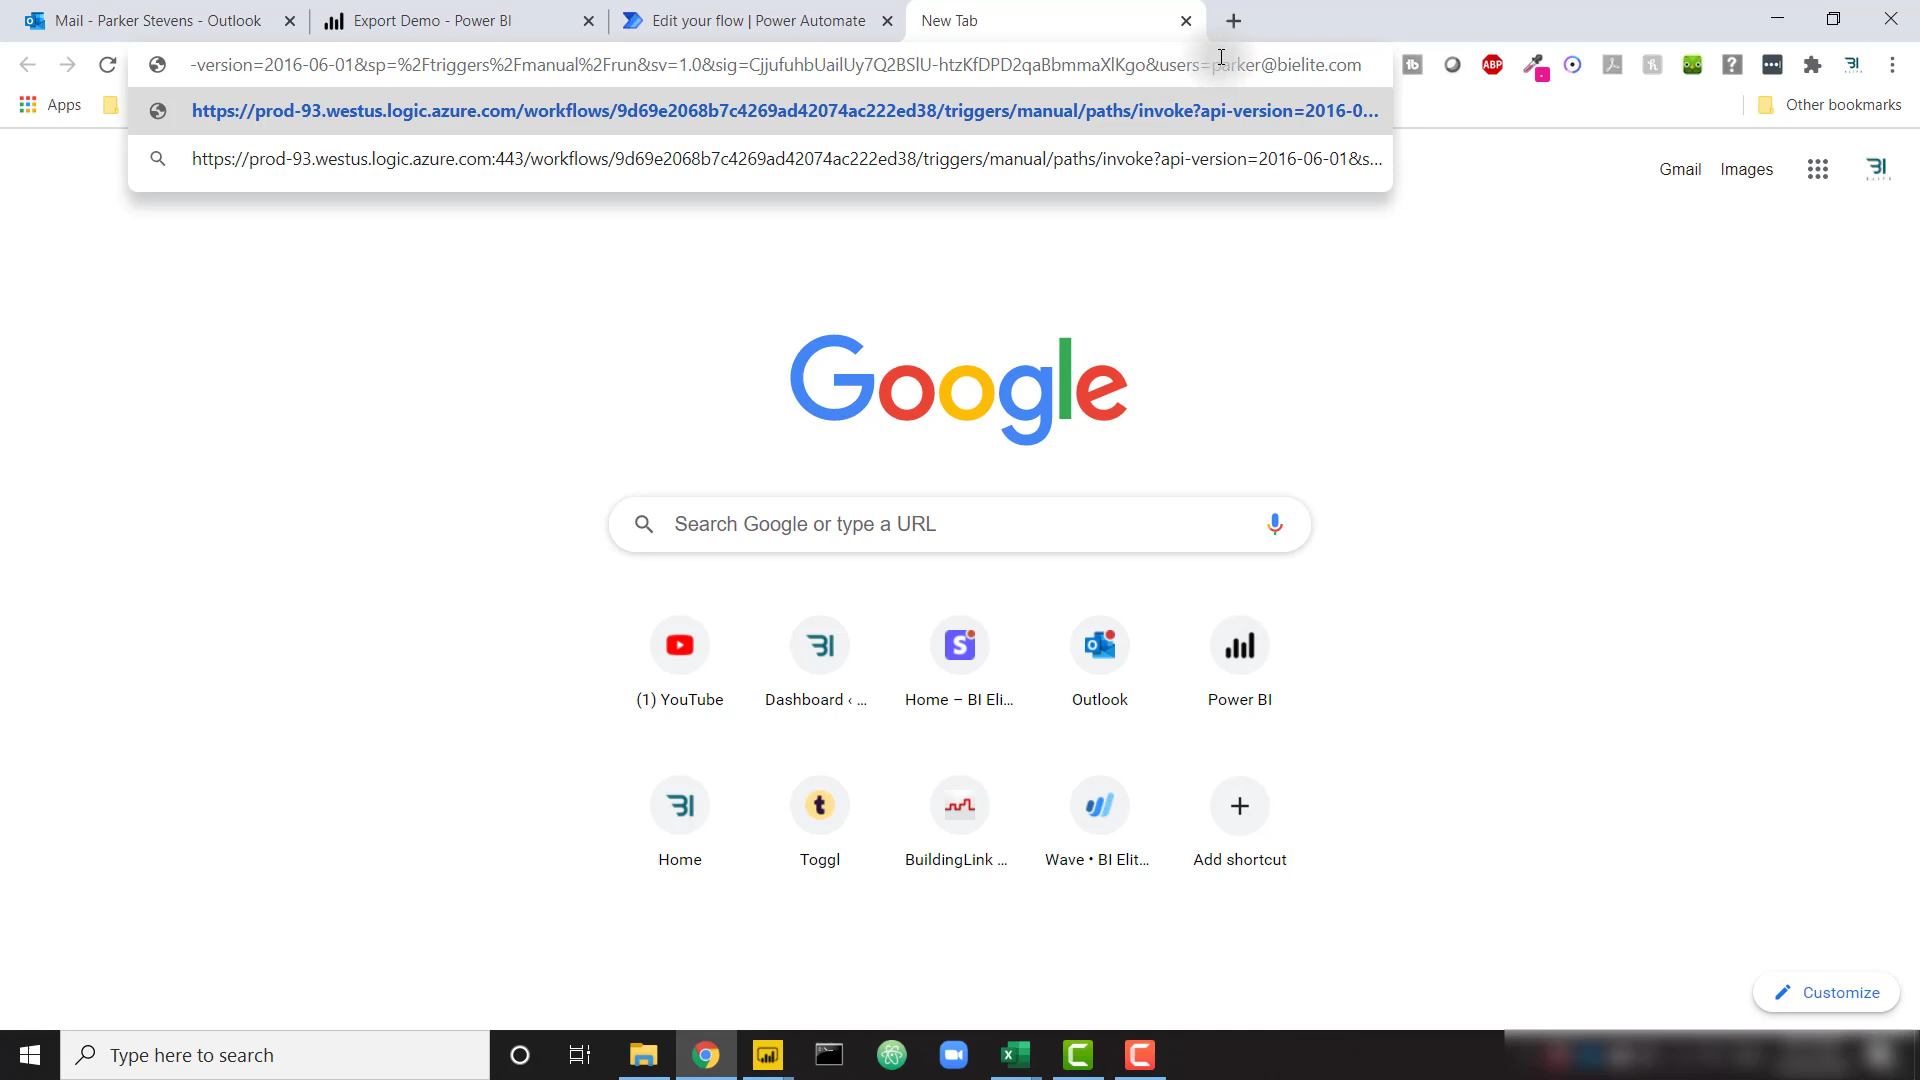 Mail - Parker Stevens - Outlook
Export Demo - Power BI
Edit your flow | Power Automate
New Tab
-version=2016-06-01&sp=%2Ftriggers%2Fmanual%2Frun&sv=1.0&sig=CjjufuhbUailUy7Q2BSlU-htzKfDPD2qaBbmmaXlKgo&users=parker@bielite.com
https://prod-93.westus.logic.azure.com/workflows/9d69e2068b7c4269ad42074ac222ed38/triggers/manual/paths/invoke?api-version=2016-0...
Apps
Other bookmarks
https://prod-93.westus.logic.azure.com:443/workflows/9d69e2068b7c4269ad42074ac222ed38/triggers/manual/paths/invoke?api-version=2016-06-01&s...
Gmail Images
Google
Search Google or type a URL
(1) YouTube
Dashboard ‹ ...
Home – BI Eli...
Outlook
Power BI
Home
Toggl
BuildingLink ...
Wave • BI Elit...
Add shortcut
Customize
Type here to search